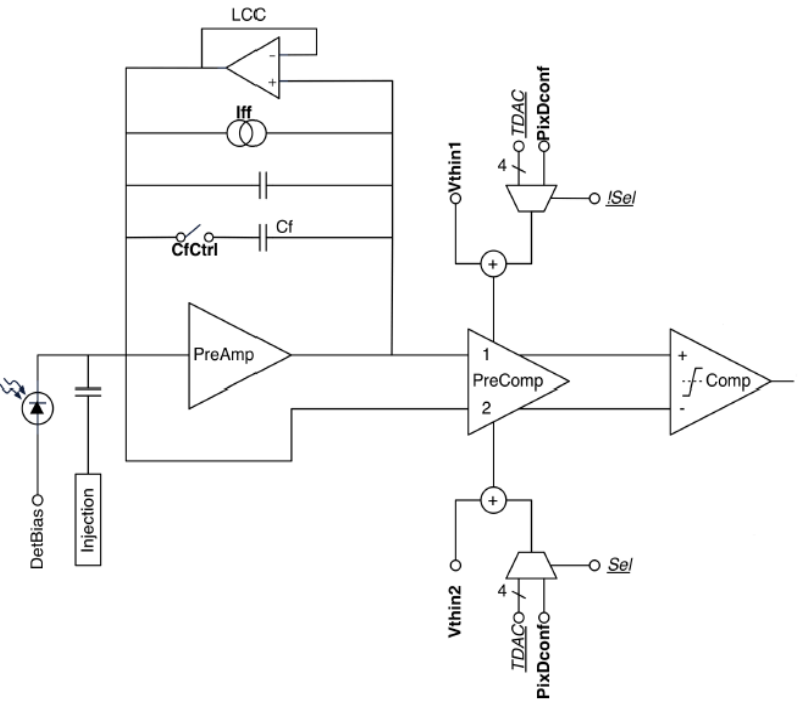 LCC
-
+
Iff
Cf
CfCtrl
Vthin1
TDAC
PixDconf
4
!Sel
+
PreAmp
1
PreComp
2
+
Comp
-
DetBias
Injection
+
Vthin2
Sel
4
TDAC
PixDconf